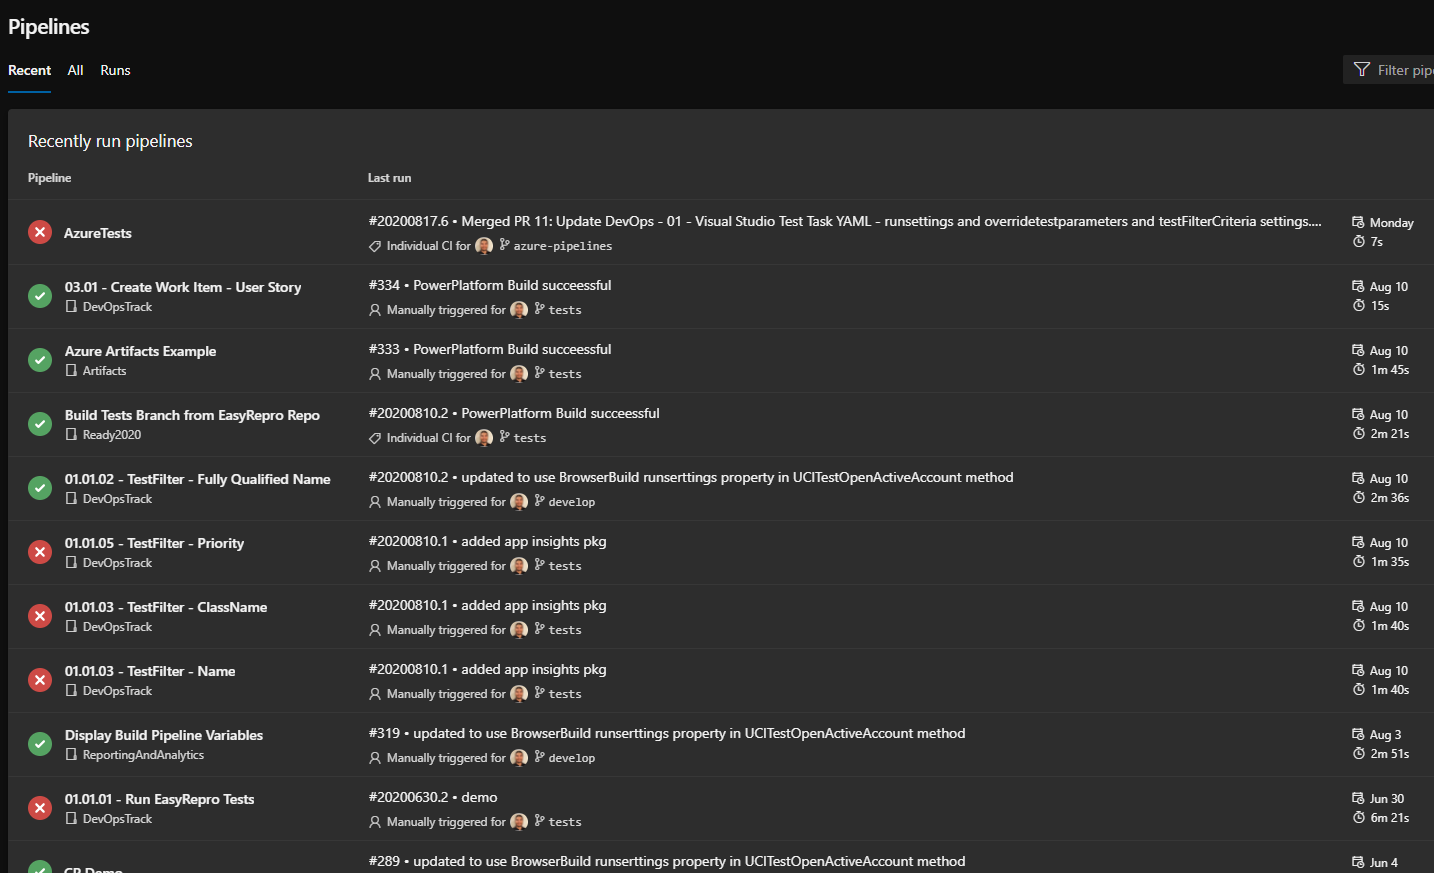 Pipelines
Recent All Runs
Filter pip
Recently run pipelines
Pipeline Last run
AzureTests
#20200817.6 • Merged PR 11: Update DevOps - 01 - Visual Studio Test Task YAML - runsettings and overridetestparameters and testFilterCriteria settings....
Individual CI for azure-pipelines
Monday
7s
03.01 - Create Work Item - User Story
DevOpsTrack
#334 • PowerPlatform Build succeessful
Manually triggered for tests
Aug 10
15s
Azure Artifacts Example
Artifacts
#333 • PowerPlatform Build succeessful
Manually triggered for tests
Aug 10
1m 45s
Build Tests Branch from EasyRepro Repo
Ready2020
#20200810.2 • PowerPlatform Build succeessful
Individual CI for tests
Aug 10
2m 21s
01.01.02 - TestFilter - Fully Qualified Name
DevOpsTrack
#20200810.2 • updated to use BrowserBuild runserttings property in UCITestOpenActiveAccount method
Manually triggered for develop
Aug 10
2m 36s
01.01.05 - TestFilter - Priority
DevOpsTrack
#20200810.1 • added app insights pkg
Manually triggered for tests
Aug 10
1m 35s
01.01.03 - TestFilter - ClassName
DevOpsTrack
#20200810.1 • added app insights pkg
Manually triggered for tests
Aug 10
1m 40s
01.01.03 - TestFilter - Name
DevOpsTrack
#20200810.1 • added app insights pkg
Manually triggered for tests
Aug 10
1m 40s
Display Build Pipeline Variables
ReportingAndAnalytics
#319 • updated to use BrowserBuild runserttings property in UCITestOpenActiveAccount method
Manually triggered for develop
Aug 3
2m 51s
01.01.01 - Run EasyRepro Tests
DevOpsTrack
#20200630.2 • demo
Manually triggered for tests
Jun 30
6m 21s
#289 • updated to use BrowserBuild runserttings property in UCITestOpenActiveAccount method
Jun 4